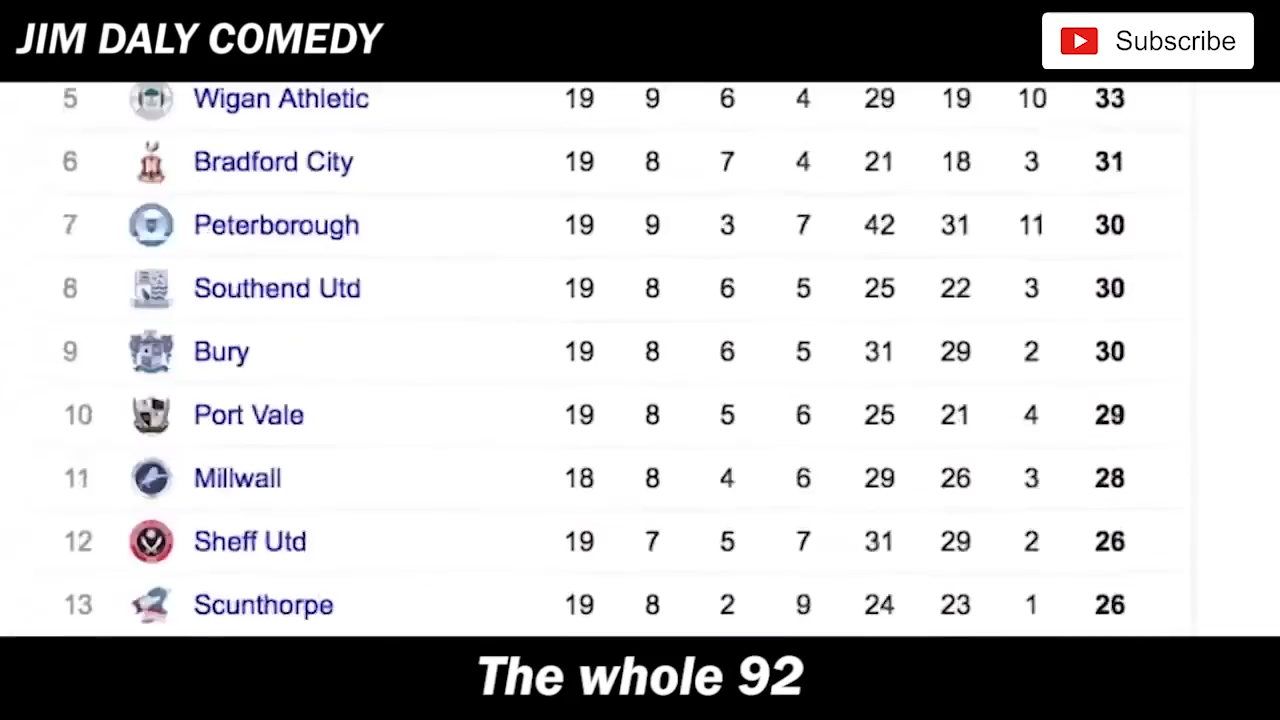 JIM DALY COMEDY
Subscribe
5 Wigan Athletic 19 9 6 4 29 19 10 33
6 Bradford City 19 8 7 4 21 18 3 31
7 Peterborough 19 9 3 7 42 31 11 30
8 Southend Utd 19 8 6 5 25 22 3 30
9 Bury 19 8 6 5 31 29 2 30
10 Port Vale 19 8 5 6 25 21 4 29
11 Millwall 18 8 4 6 29 26 3 28
12 Sheff Utd 19 7 5 7 31 29 2 26
13 Scunthorpe 19 8 2 9 24 23 1 26
The whole 92